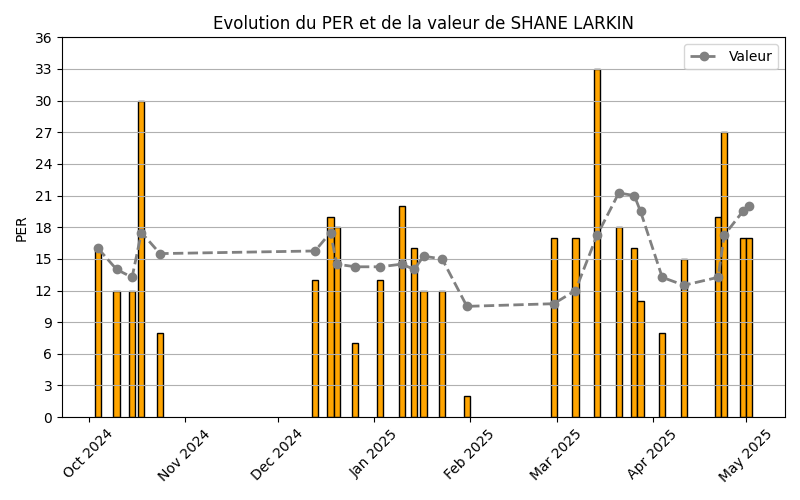 Evolution du PER et de la valeur de SHANE LARKIN
Valeur
PER
36
33
30
27
24
21
18
15
12
9
6
3
0
Oct 2024
Nov 2024
Dec 2024
Jan 2025
Feb 2025
Mar 2025
Apr 2025
May 2025